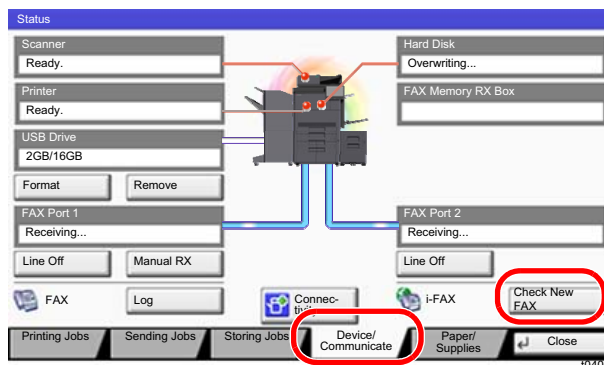 Status
Scanner
Ready.
Hard Disk
Overwriting...
Printer
Ready.
FAX Memory RX Box
USB Drive
2GB/16GB
Format
Remove
FAX Port 1
Receiving...
FAX Port 2
Receiving...
Line Off
Manual RX
Line Off
FAX
Log
Connec-
tivity
i-FAX
Check New
FAX
Printing Jobs
Sending Jobs
Storing Jobs
Device/
Communicate
Paper/
Supplies
Close